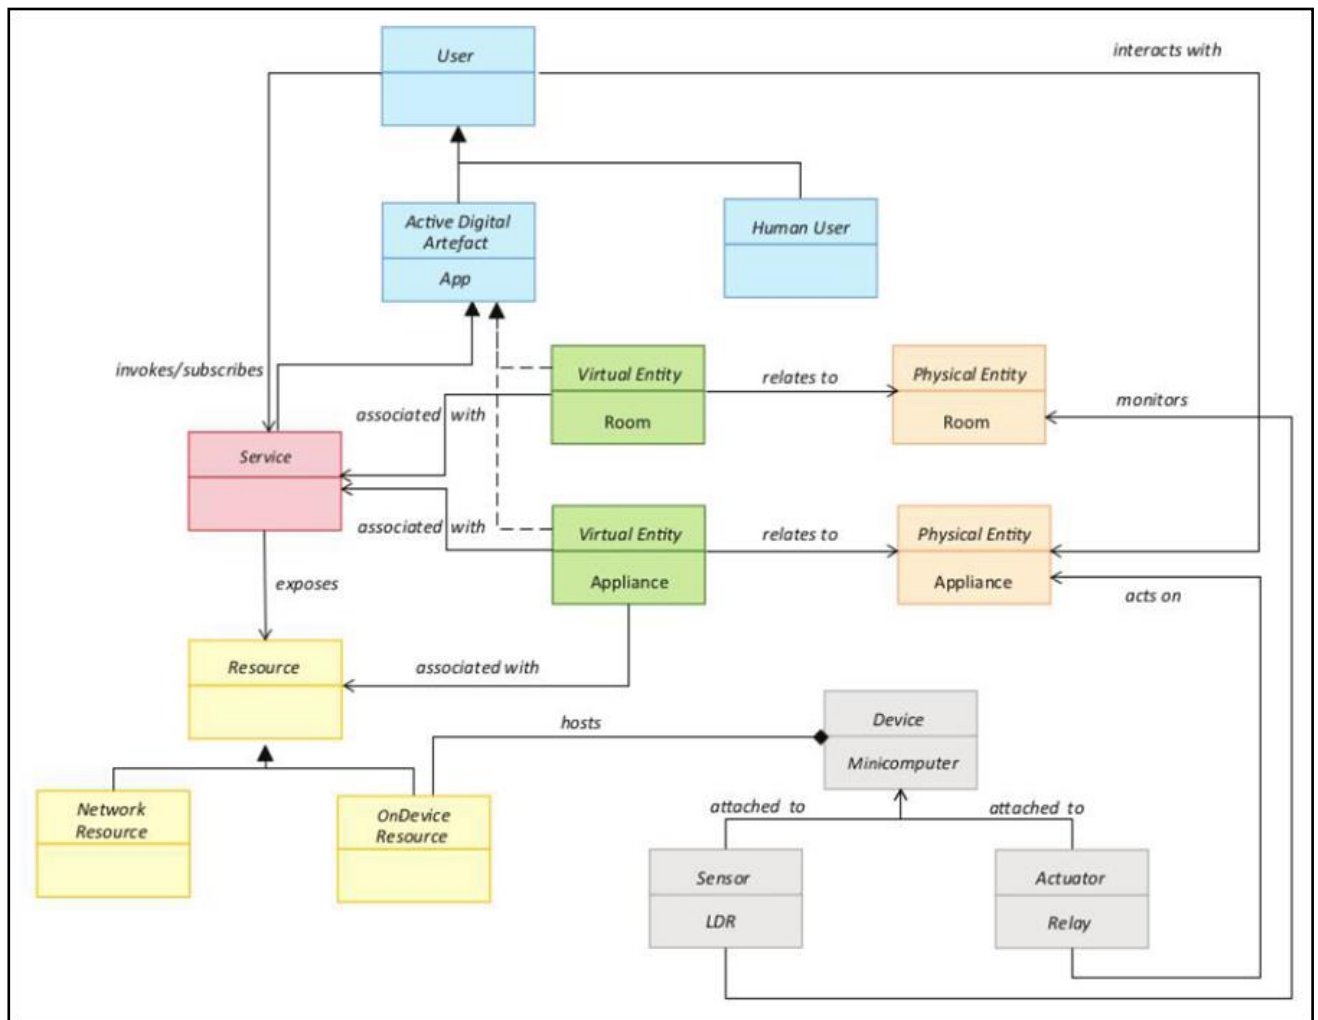 User
interacts with
Active Digital
Artefact
App
Human User
invokes/subscribes
Virtual Entity
Room
relates to
Physical Entity
Room
monitors
associated with
Service
associated with
Virtual Entity
Appliance
relates to
Physical Entity
Appliance
acts on
exposes
Resource
associated with
hosts
Device
Minicomputer
Network
Resource
OnDevice
Resource
attached to
attached to
Sensor
LDR
Actuator
Relay